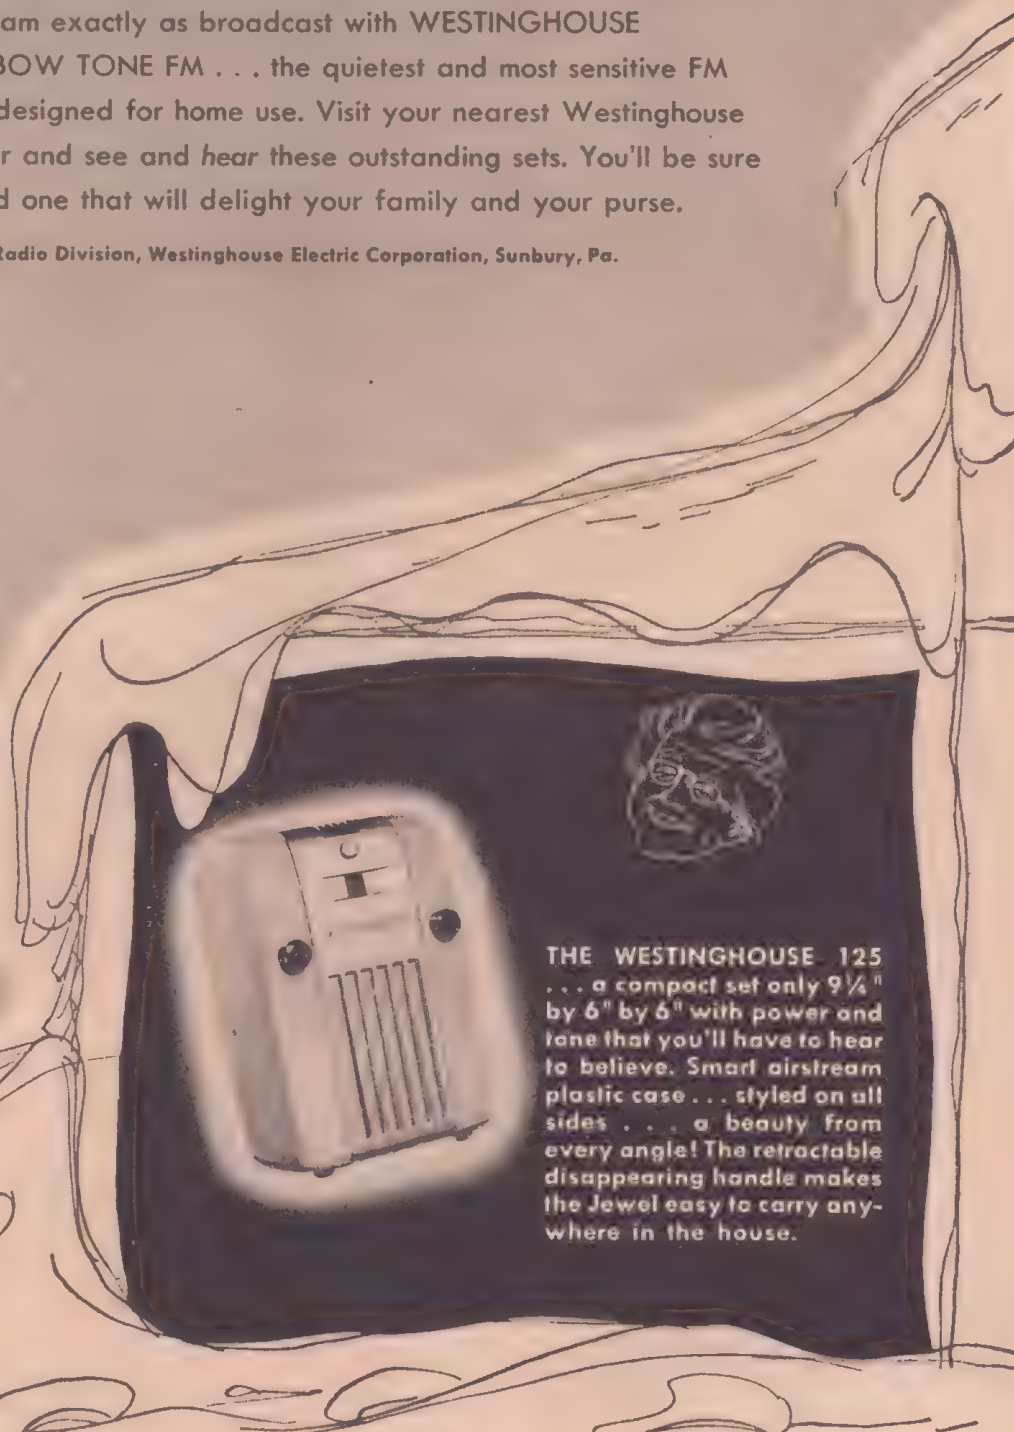 am exactly as broadcast with WESTINGHOUSE
BOW TONE FM . . . the quietest and most sensitive FM
designed for home use. Visit your nearest Westinghouse
r and see and hear these outstanding sets. You'll be sure
d one that will delight your family and your purse.
Radio Division, Westinghouse Electric Corporation, Sunbury, Pa.
THE WESTINGHOUSE 125
. . . a compact set only 9¼"
by 6" by 6" with power and
tone that you'll have to hear
to believe. Smart airstream
plastic case . . . styled on all
sides . . . a beauty from
every angle! The retractable
disappearing handle makes
the Jewel easy to carry any-
where in the house.